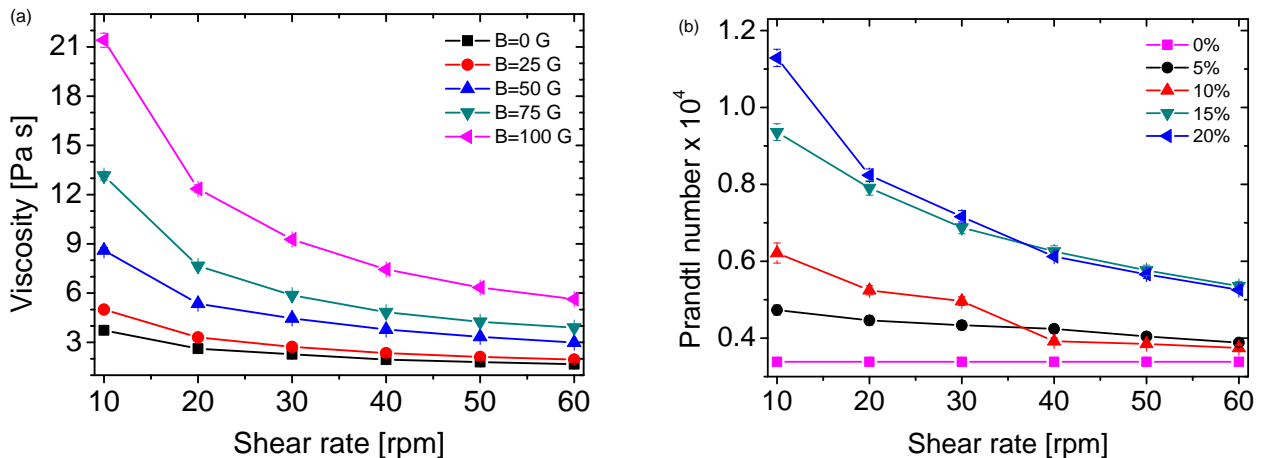 (a)
Viscosity [Pa s]
21
18
15
12
9
6
3
10 20 30 40 50 60
Shear rate [rpm]
B=0 G
B=25 G
B=50 G
B=75 G
B=100 G
(b)
Prandtl number x 10⁴
1.2
1.0
0.8
0.6
0.4
10 20 30 40 50 60
Shear rate [rpm]
0%
5%
10%
15%
20%